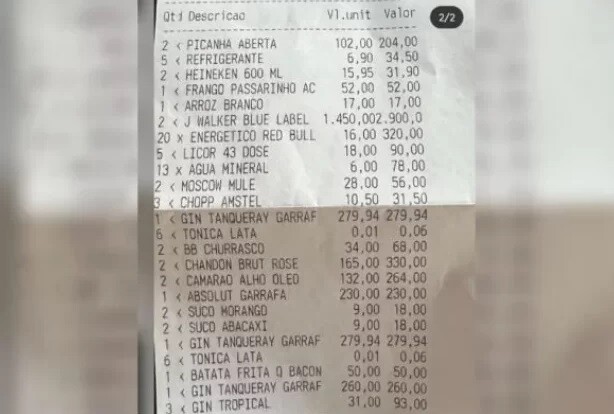 Qtd Descricao Vl.unit Valor
2/2
2 < PICANHA ABERTA 102,00 204,00
5 < REFRIGERANTE 6,90 34,50
2 < HEINEKEN 600 ML 15,95 31,90
1 < FRANGO PASSARINHO AC 52,00 52,00
1 < ARROZ BRANCO 17,00 17,00
2 < J WALKER BLUE LABEL 1.450,002.900,0
20 x ENERGETICO RED BULL 16,00 320,00
5 < LICOR 43 DOSE 18,00 90,00
13 x AGUA MINERAL 6,00 78,00
2 < MOSCOW MULE 28,00 56,00
3 < CHOPP AMSTEL 10,50 31,50
1 < GIN TANQUERAY GARRAF 279,94 279,94
6 < TONICA LATA 0,01 0,06
2 < BB CHURRASCO 34,00 68,00
2 < CHANDON BRUT ROSE 165,00 330,00
2 < CAMARAO ALHO OLEO 132,00 264,00
1 < ABSOLUT GARRAFA 230,00 230,00
2 < SUCO MORANGO 9,00 18,00
2 < SUCO ABACAXI 9,00 18,00
1 < GIN TANQUERAY GARRAF 279,94 279,94
6 < TONICA LATA 0,01 0,06
1 < BATATA FRITA Q BACON 50,00 50,00
1 < GIN TANQUERAY GARRAF 260,00 260,00
3 < GIN TROPICAL 31,00 93,00